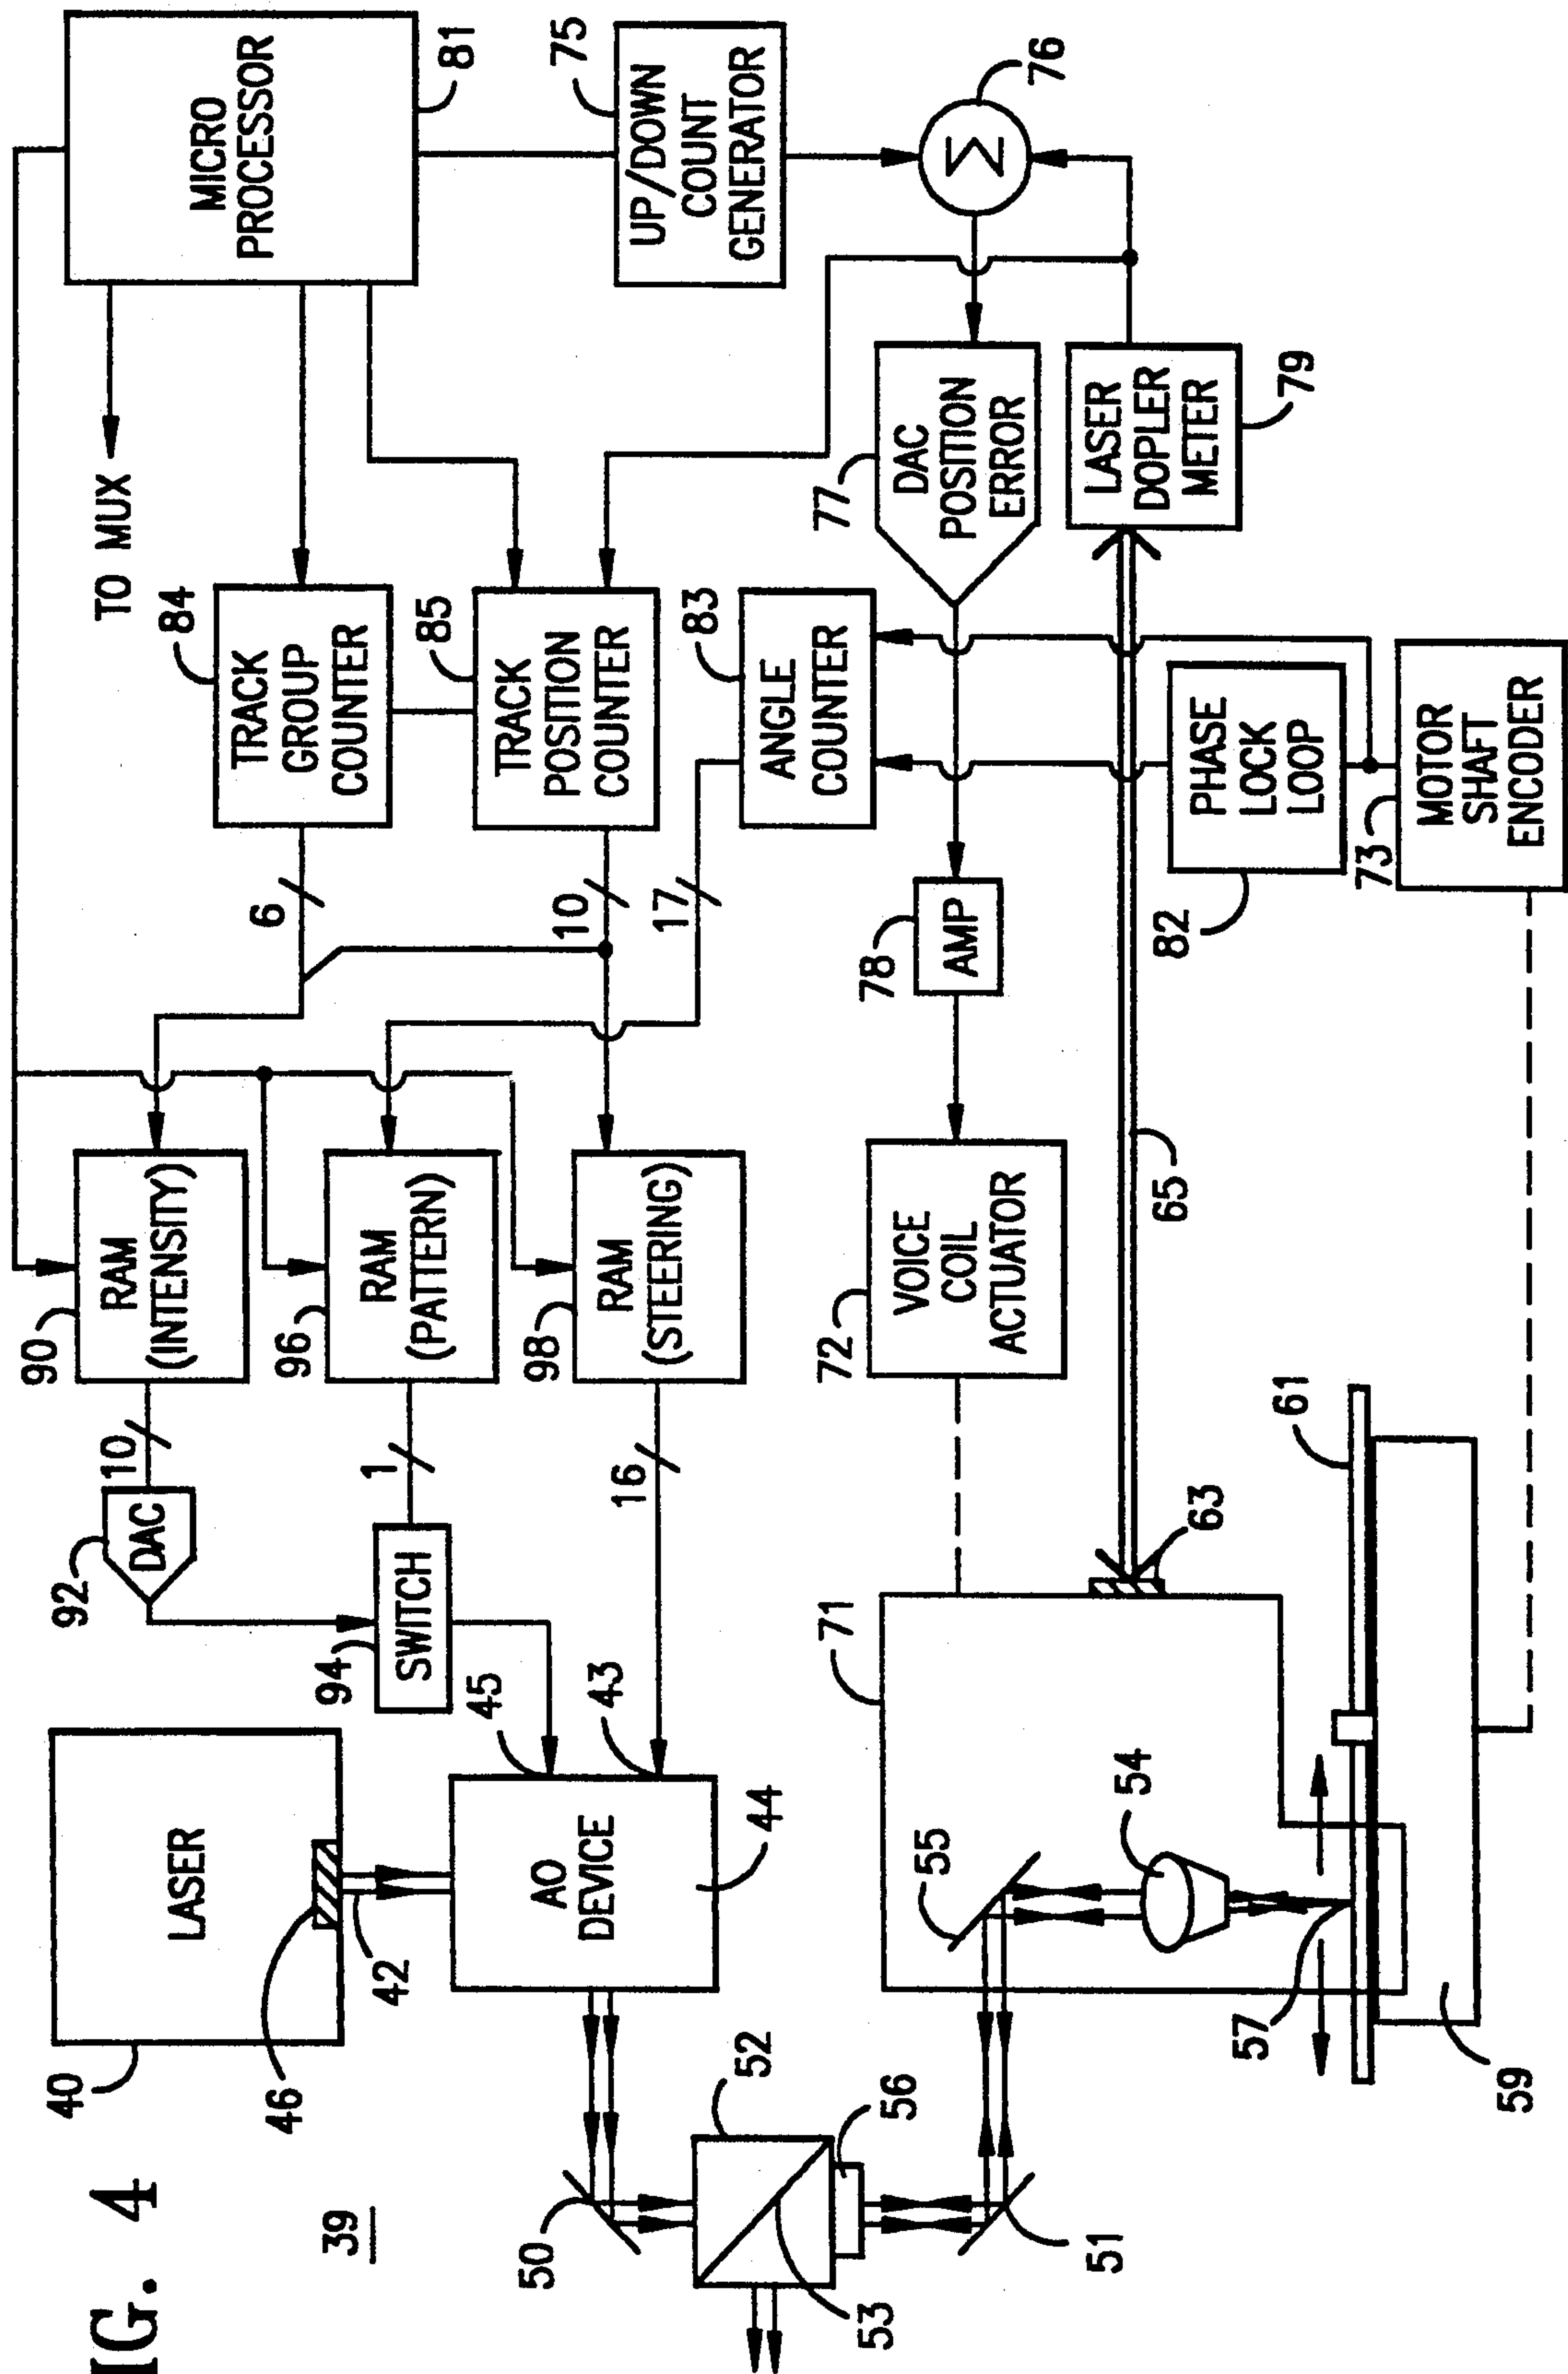 IG. 4
39
40
LASER
46
42
AO
DEVICE
44
45
43
50
52
53
56
51
92
DAC
10
94
SWITCH
1
16
90
RAM
(INTENSITY)
96
RAM
(PATTERN)
98
RAM
(STEERING)
6
10
17
84
TRACK
GROUP
COUNTER
85
TRACK
POSITION
COUNTER
83
ANGLE
COUNTER
TO MUX
MICRO
PROCESSOR
81
75
UP/DOWN
COUNT
GENERATOR
Σ
76
77
DAC
POSITION
ERROR
78
AMP
72
VOICE
COIL
ACTUATOR
LASER
DOPLER
METER
79
65
PHASE
LOCK
LOOP
82
73
MOTOR
SHAFT
ENCODER
71
63
55
54
57
61
59